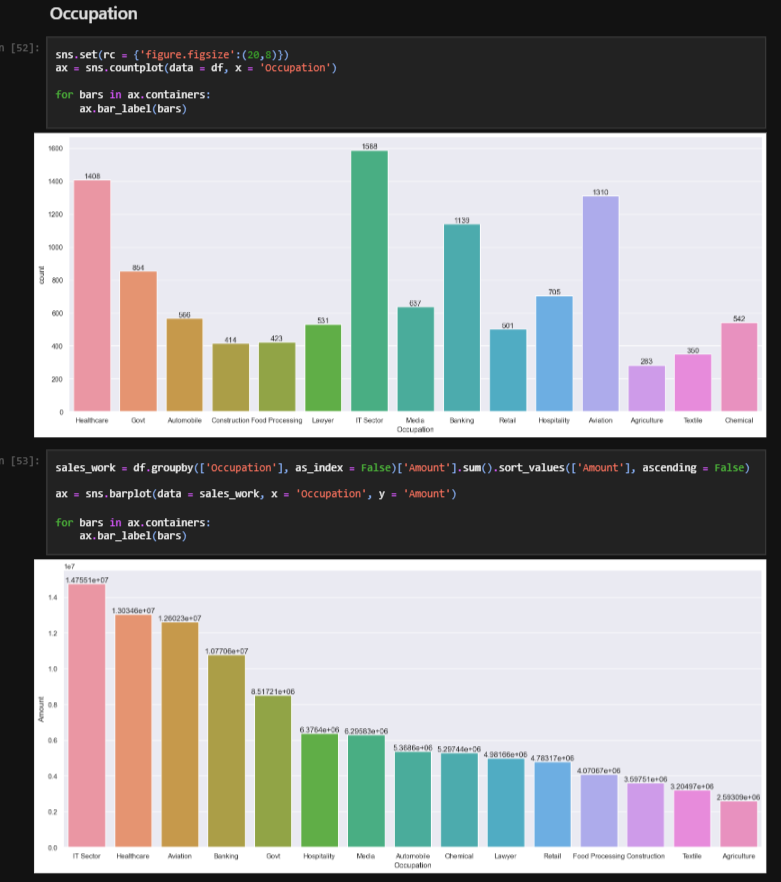 Occupation
n [52]:
sns.set(rc = {'figure.figsize':(20,8)})
ax = sns.countplot(data = df, x = 'Occupation')
for bars in ax.containers:
ax.bar_label(bars)
1600
1400
1200
1000
800
600
400
200
0
count
1408
854
566
414
423
531
1588
637
1139
501
705
1310
283
350
542
Healthcare Govt Automobile Construction Food Processing Lawyer IT Sector Media Banking Retail Hospitality Aviation Agriculture Textile Chemical
Occupation
n [53]:
sales_work = df.groupby(['Occupation'], as_index = False)['Amount'].sum().sort_values(['Amount'], ascending = False)
ax = sns.barplot(data = sales_work, x = 'Occupation', y = 'Amount')
for bars in ax.containers:
ax.bar_label(bars)
1e7
1.4
1.2
1.0
0.8
0.6
0.4
0.2
0.0
Amount
1.47551e+07
1.30346e+07
1.26023e+07
1.07706e+07
8.51721e+06
6.3764e+06
6.29583e+06
5.3686e+06
5.29744e+06
4.98166e+06
4.78317e+06
4.07067e+06
3.59751e+06
3.20497e+06
2.59309e+06
IT Sector Healthcare Aviation Banking Govt Hospitality Media Automobile Chemical Lawyer Retail Food Processing Construction Textile Agriculture
Occupation